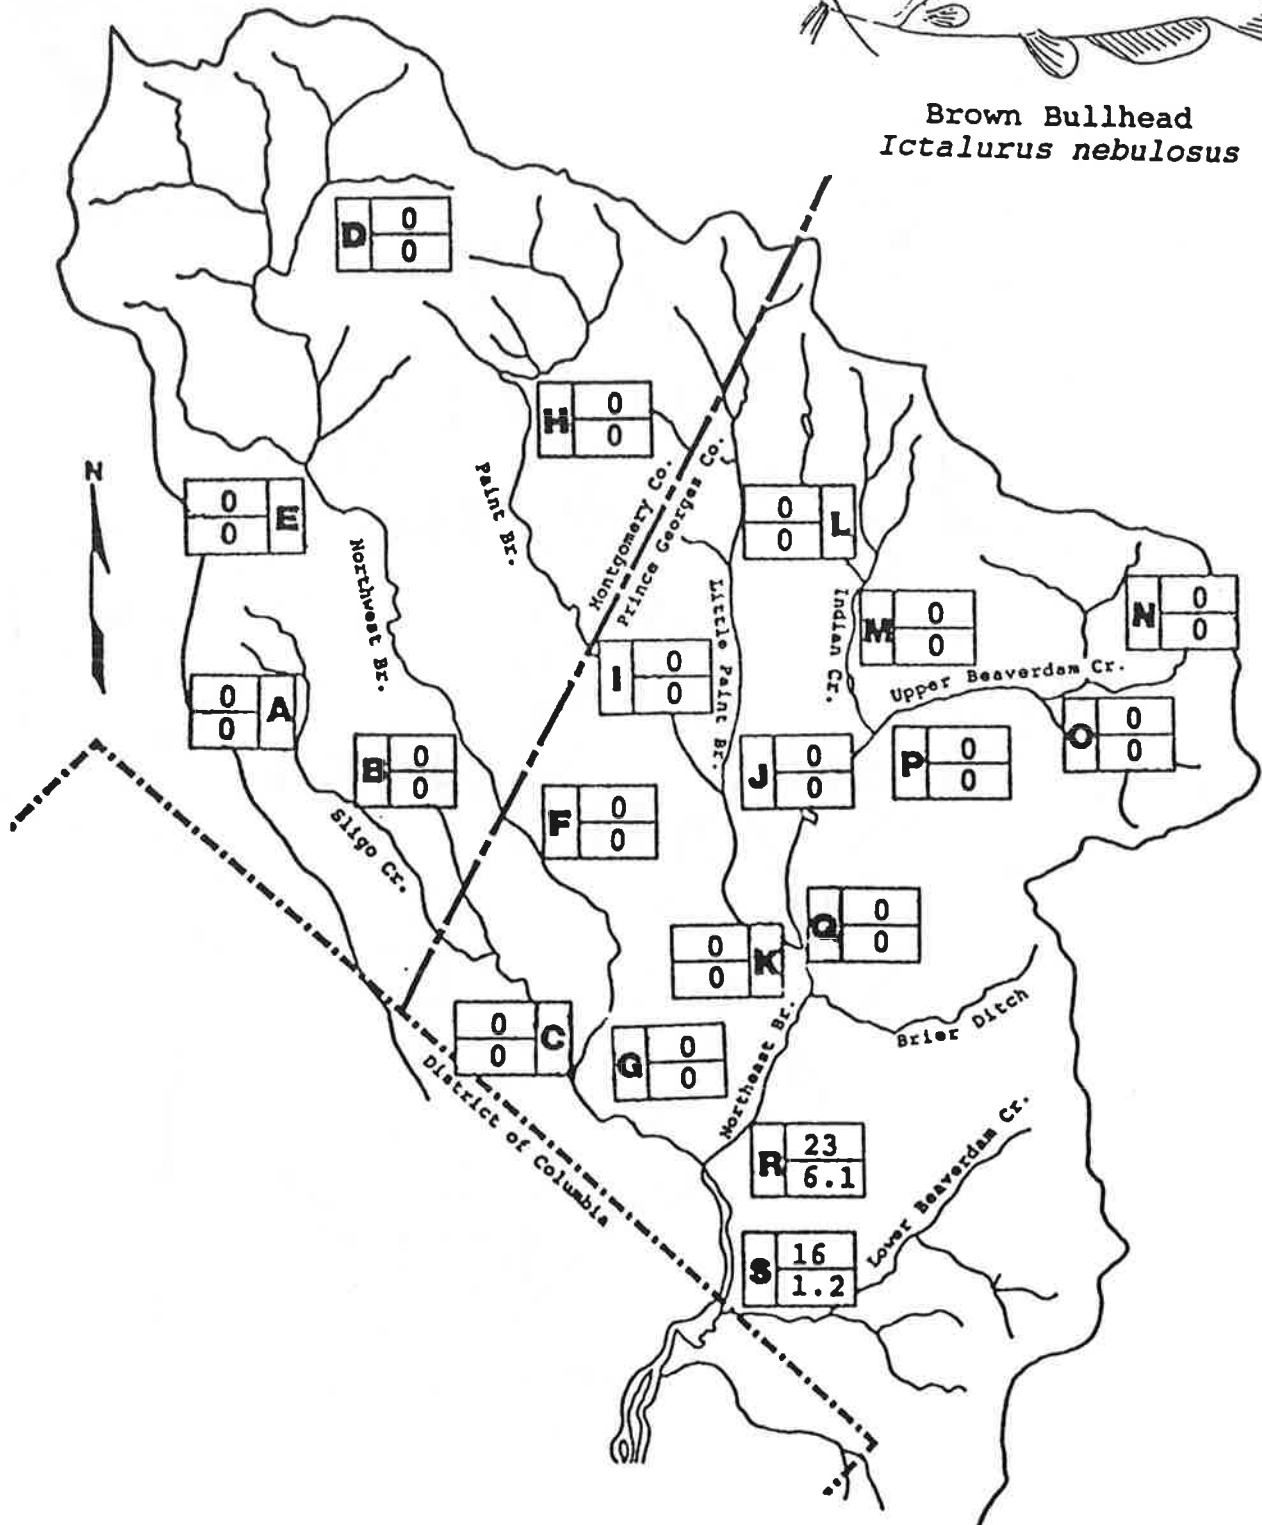 Brown Bullhead
Ictalurus nebulosus
D 0 0
H 0 0
N
E 0 0
Paint Br.
Montgomery Co.
Prince Georges Co.
L 0 0
Northwest Br.
Little Paint Br.
Indian Cr.
M 0 0
N 0 0
Upper Beaverdam Cr.
I 0 0
A 0 0
B 0 0
J 0 0
P 0 0
O 0 0
F 0 0
Sligo Cr.
Q 0 0
K 0 0
C 0 0
G 0 0
Northeast Br.
Brier Ditch
District of Columbia
R 23 6.1
Lower Beaverdam Cr.
S 16 1.2